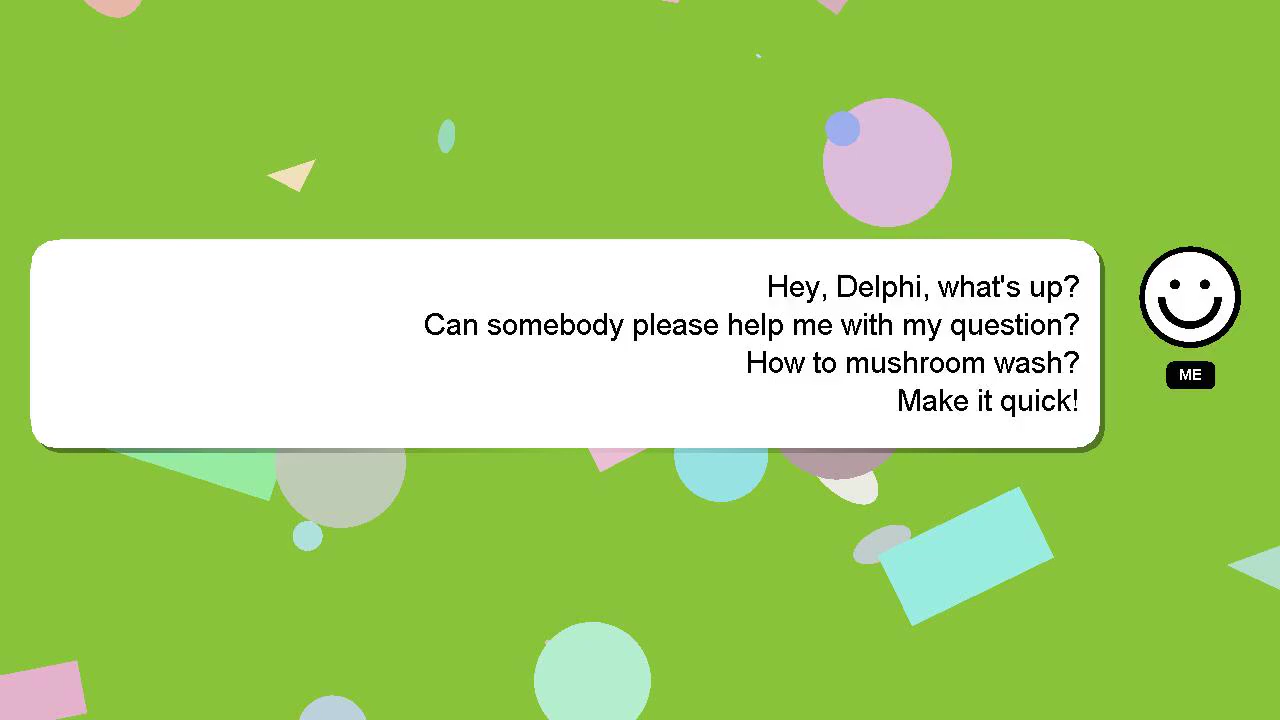 Hey, Delphi, what's up?
Can somebody please help me with my question?
How to mushroom wash?
Make it quick!
ME